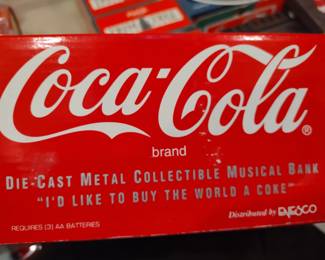 Coca-Cola®
brand
DIE-CAST METAL COLLECTIBLE MUSICAL BANK
"I'D LIKE TO BUY THE WORLD A COKE"
Distributed by ENESCO
REQUIRES (3) AA BATTERIES